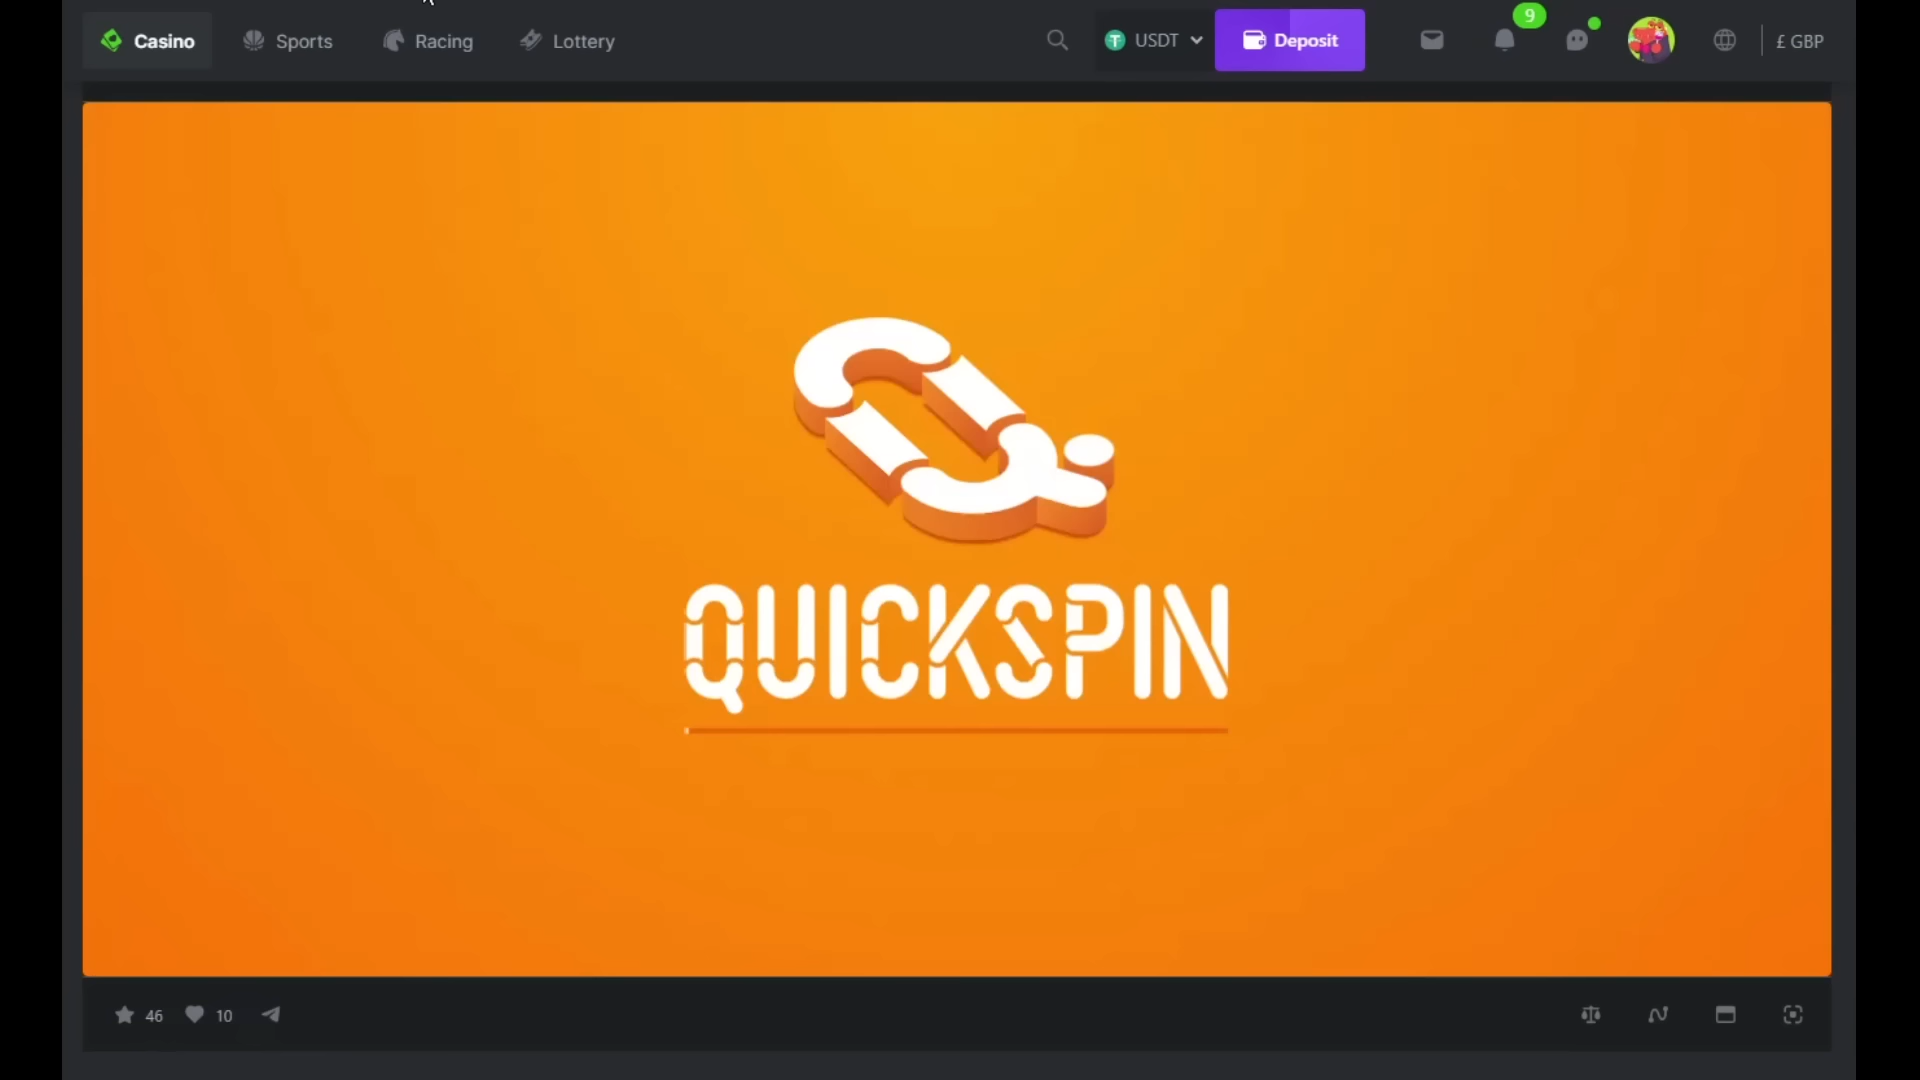 Casino
Sports
Racing
Lottery
USDT
Deposit
9
£ GBP
QUICKSPIN
46
10